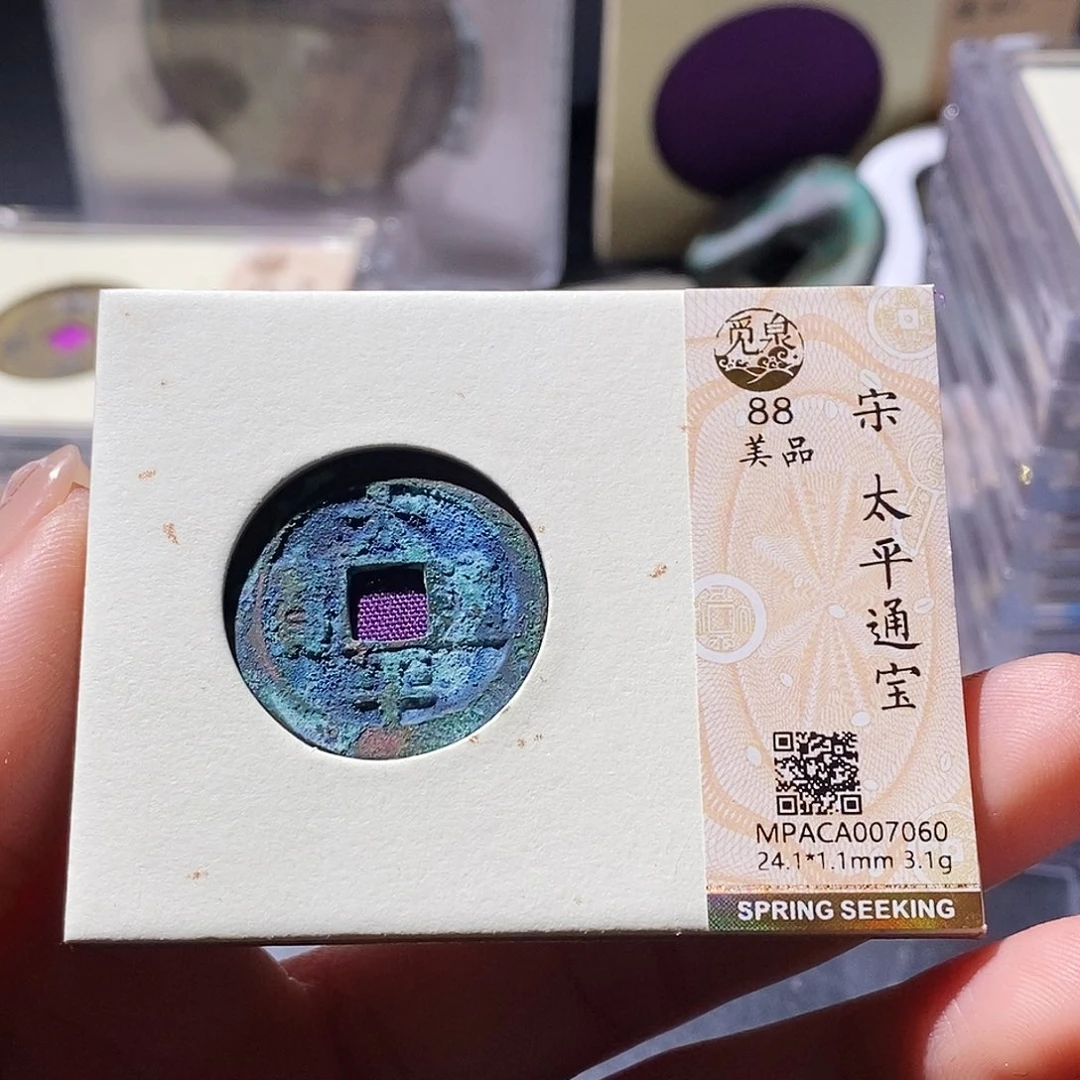 觅泉
88
美品
宋 太平通宝
MPACA007060
24.1*1.1mm 3.1g
SPRING SEEKING